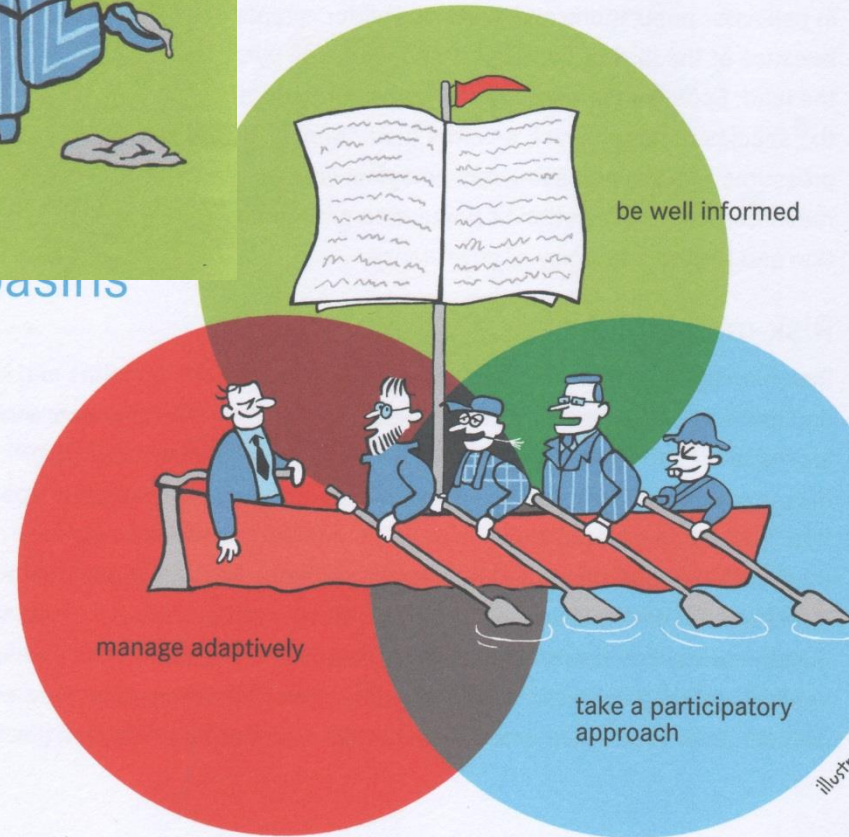 be well informed
manage adaptively
take a participatory
approach